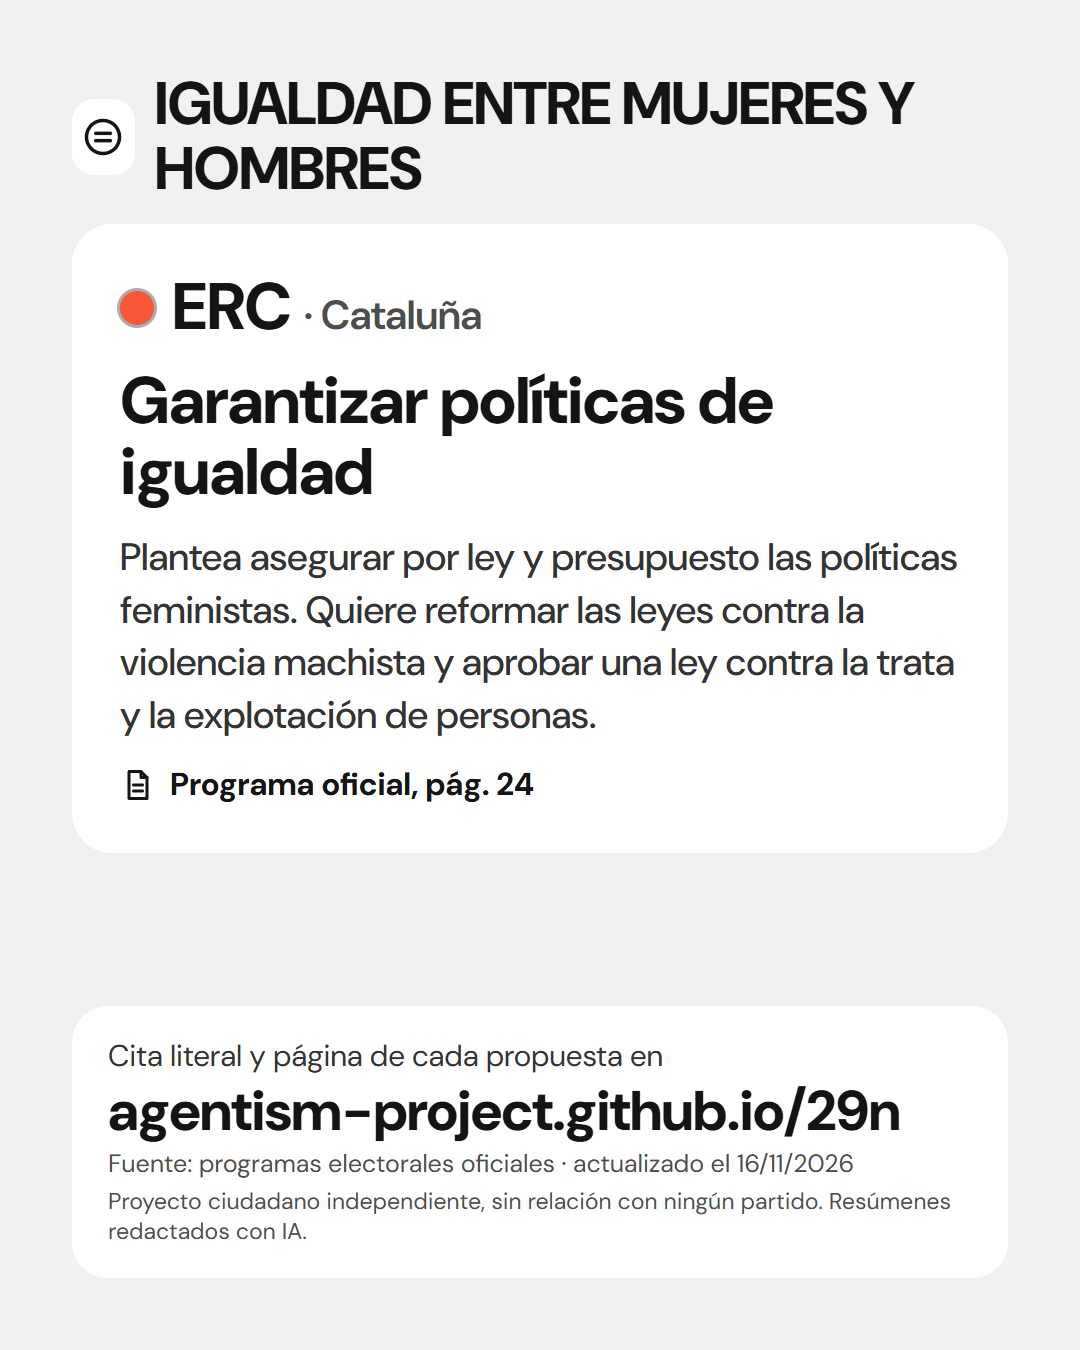 IGUALDAD ENTRE MUJERES Y
HOMBRES
ERC · Cataluña
Garantizar políticas de
igualdad
Plantea asegurar por ley y presupuesto las políticas
feministas. Quiere reformar las leyes contra la
violencia machista y aprobar una ley contra la trata
y la explotación de personas.
Programa oficial, pág. 24
Cita literal y página de cada propuesta en
agentism-project.github.io/29n
Fuente: programas electorales oficiales · actualizado el 16/11/2026
Proyecto ciudadano independiente, sin relación con ningún partido. Resúmenes
redactados con IA.